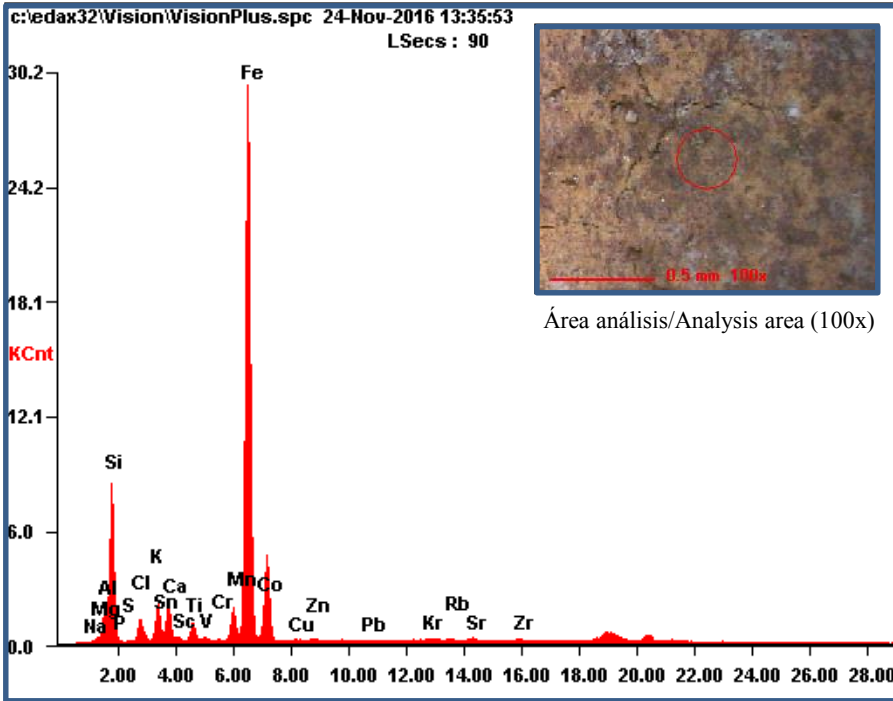 c:\edax32\Vision\VisionPlus.spc 24-Nov-2016 13:35:53
LSecs : 90
30.2
Fe
24.2
18.1
KCnt
12.1
0.5 mm 100x
Área análisis/Analysis area (100x)
Si
6.0
K
Al
Cl
Ca
Mn
Co
Mg
S
Sn
Ti
Cr
Zn
Rb
Na
P
Sc
V
Cu
Pb
Kr
Sr
Zr
0.0
2.00 4.00 6.00 8.00 10.00 12.00 14.00 16.00 18.00 20.00 22.00 24.00 26.00 28.00